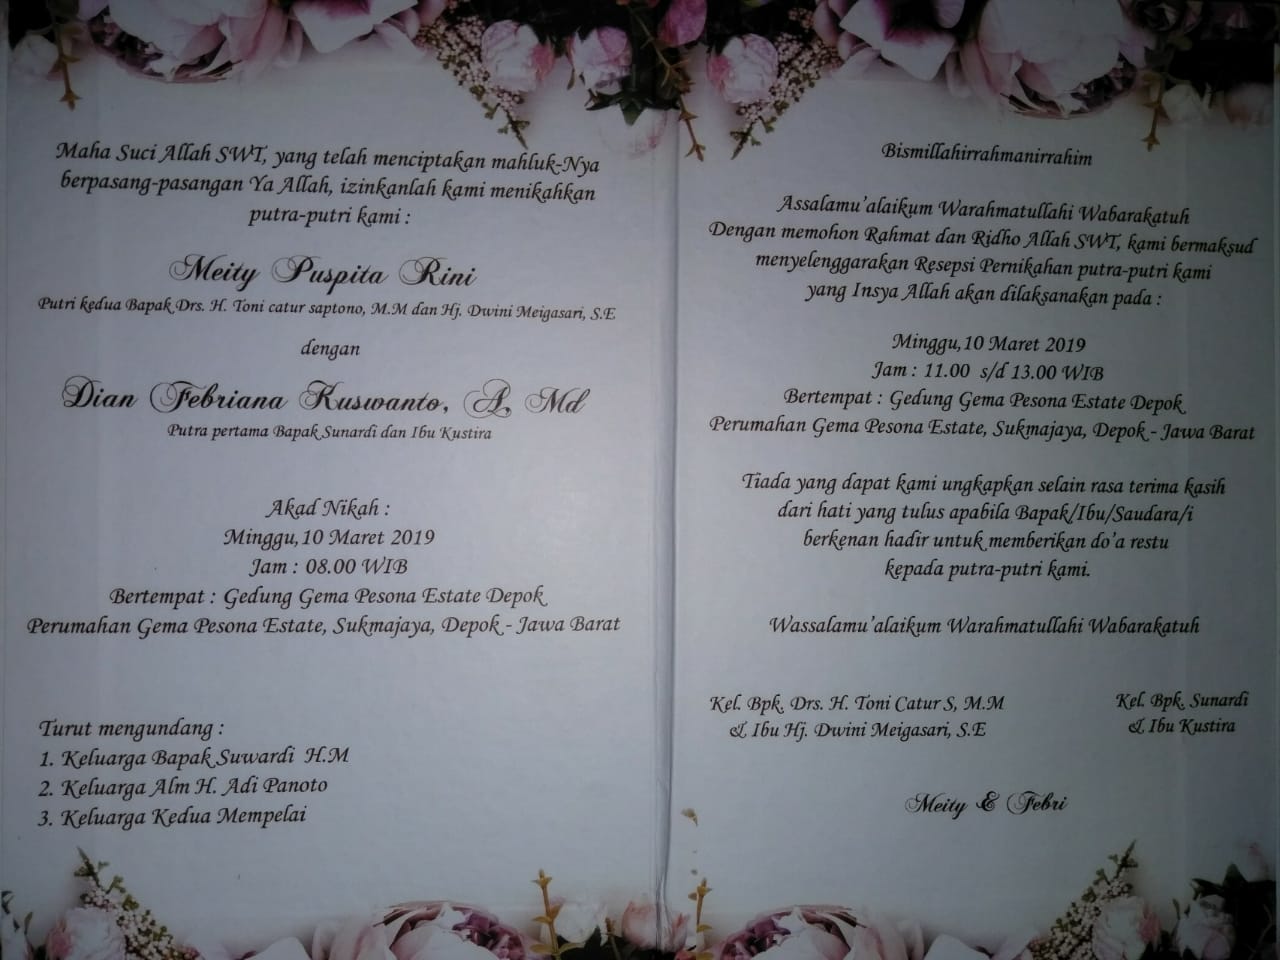 Maha Suci Allah SWT, yang telah menciptakan mahluk-Nya
berpasang-pasangan Ya Allah, izinkanlah kami menikahkan
putra-putri kami :
Meity Puspita Rini
Putri kedua Bapak Drs. H. Toni catur saptono, M.M dan Hj. Dwini Meigasari, S.E
dengan
Dian Febriana Kuswanto, A, Md
Putra pertama Bapak Sunardi dan Ibu Kustira
Akad Nikah :
Minggu,10 Maret 2019
Jam : 08.00 WIB
Bertempat : Gedung Gema Pesona Estate Depok
Perumahan Gema Pesona Estate, Sukmajaya, Depok - Jawa Barat
Turut mengundang :
1. Keluarga Bapak Suwardi H.M
2. Keluarga Alm H. Adi Panoto
3. Keluarga Kedua Mempelai
Bismillahirrahmanirrahim
Assalamu'alaikum Warahmatullahi Wabarakatuh
Dengan memohon Rahmat dan Ridho Allah SWT, kami bermaksud
menyelenggarakan Resepsi Pernikahan putra-putri kami
yang Insya Allah akan dilaksanakan pada :
Minggu,10 Maret 2019
Jam : 11.00 s/d 13.00 WIB
Bertempat : Gedung Gema Pesona Estate Depok
Perumahan Gema Pesona Estate, Sukmajaya, Depok - Jawa Barat
Tiada yang dapat kami ungkapkan selain rasa terima kasih
dari hati yang tulus apabila Bapak/Ibu/Saudara/i
berkenan hadir untuk memberikan do'a restu
kepada putra-putri kami.
Wassalamu'alaikum Warahmatullahi Wabarakatuh
Kel. Bpk. Drs. H. Toni Catur S, M.M
& Ibu Hj. Dwini Meigasari, S.E
Kel. Bpk. Sunardi
& Ibu Kustira
Meity & Febri